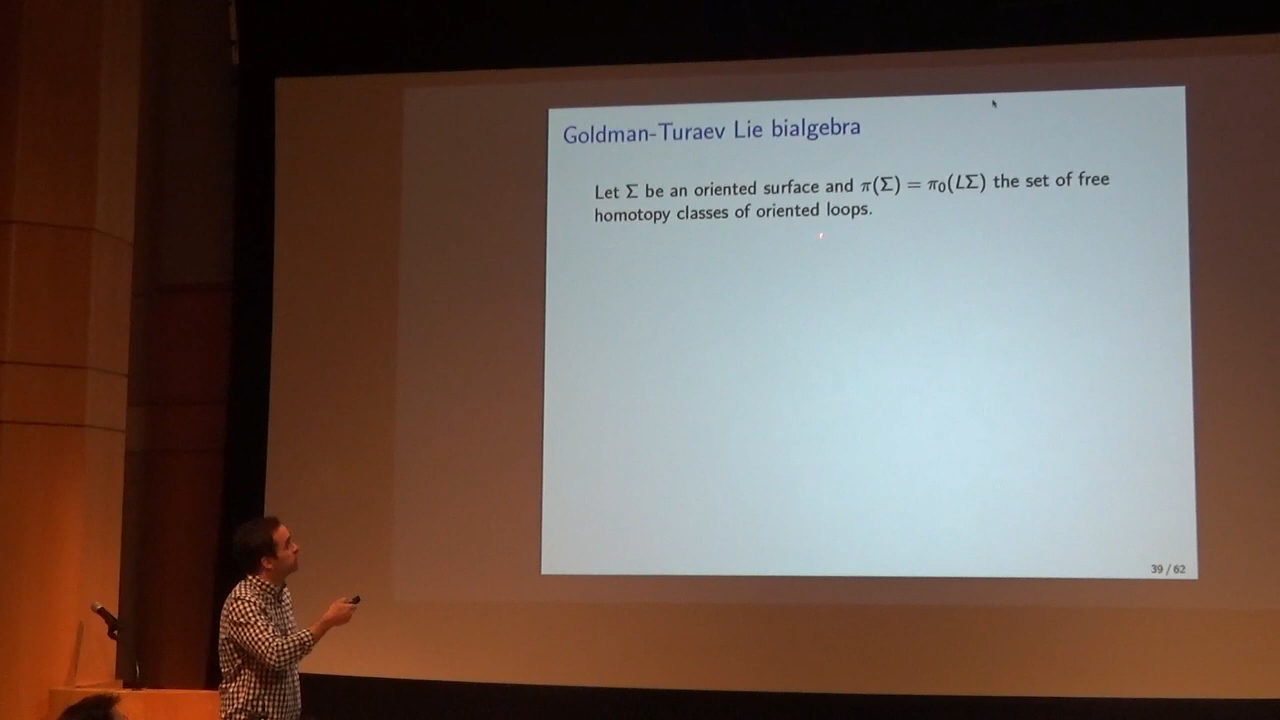 Goldman-Turaev Lie bialgebra
Let Σ be an oriented surface and π(Σ) = π₀(LΣ) the set of free
homotopy classes of oriented loops.
39 / 62